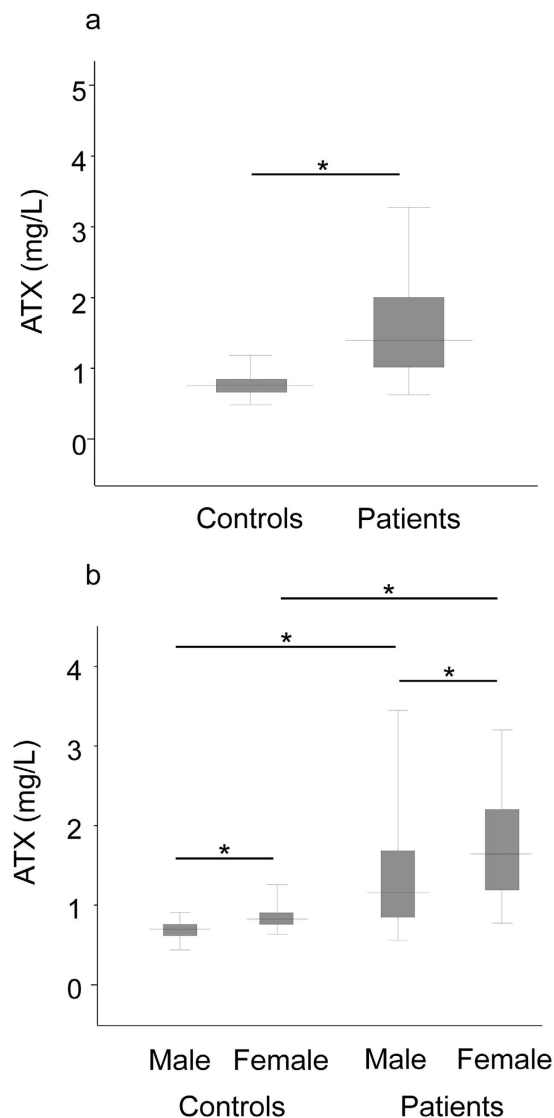 a
5
4
3
2
1
0
ATX (mg/L)
*
Controls Patients
b
4
3
2
1
0
ATX (mg/L)
*
*
*
*
Male Female Male Female
Controls Patients